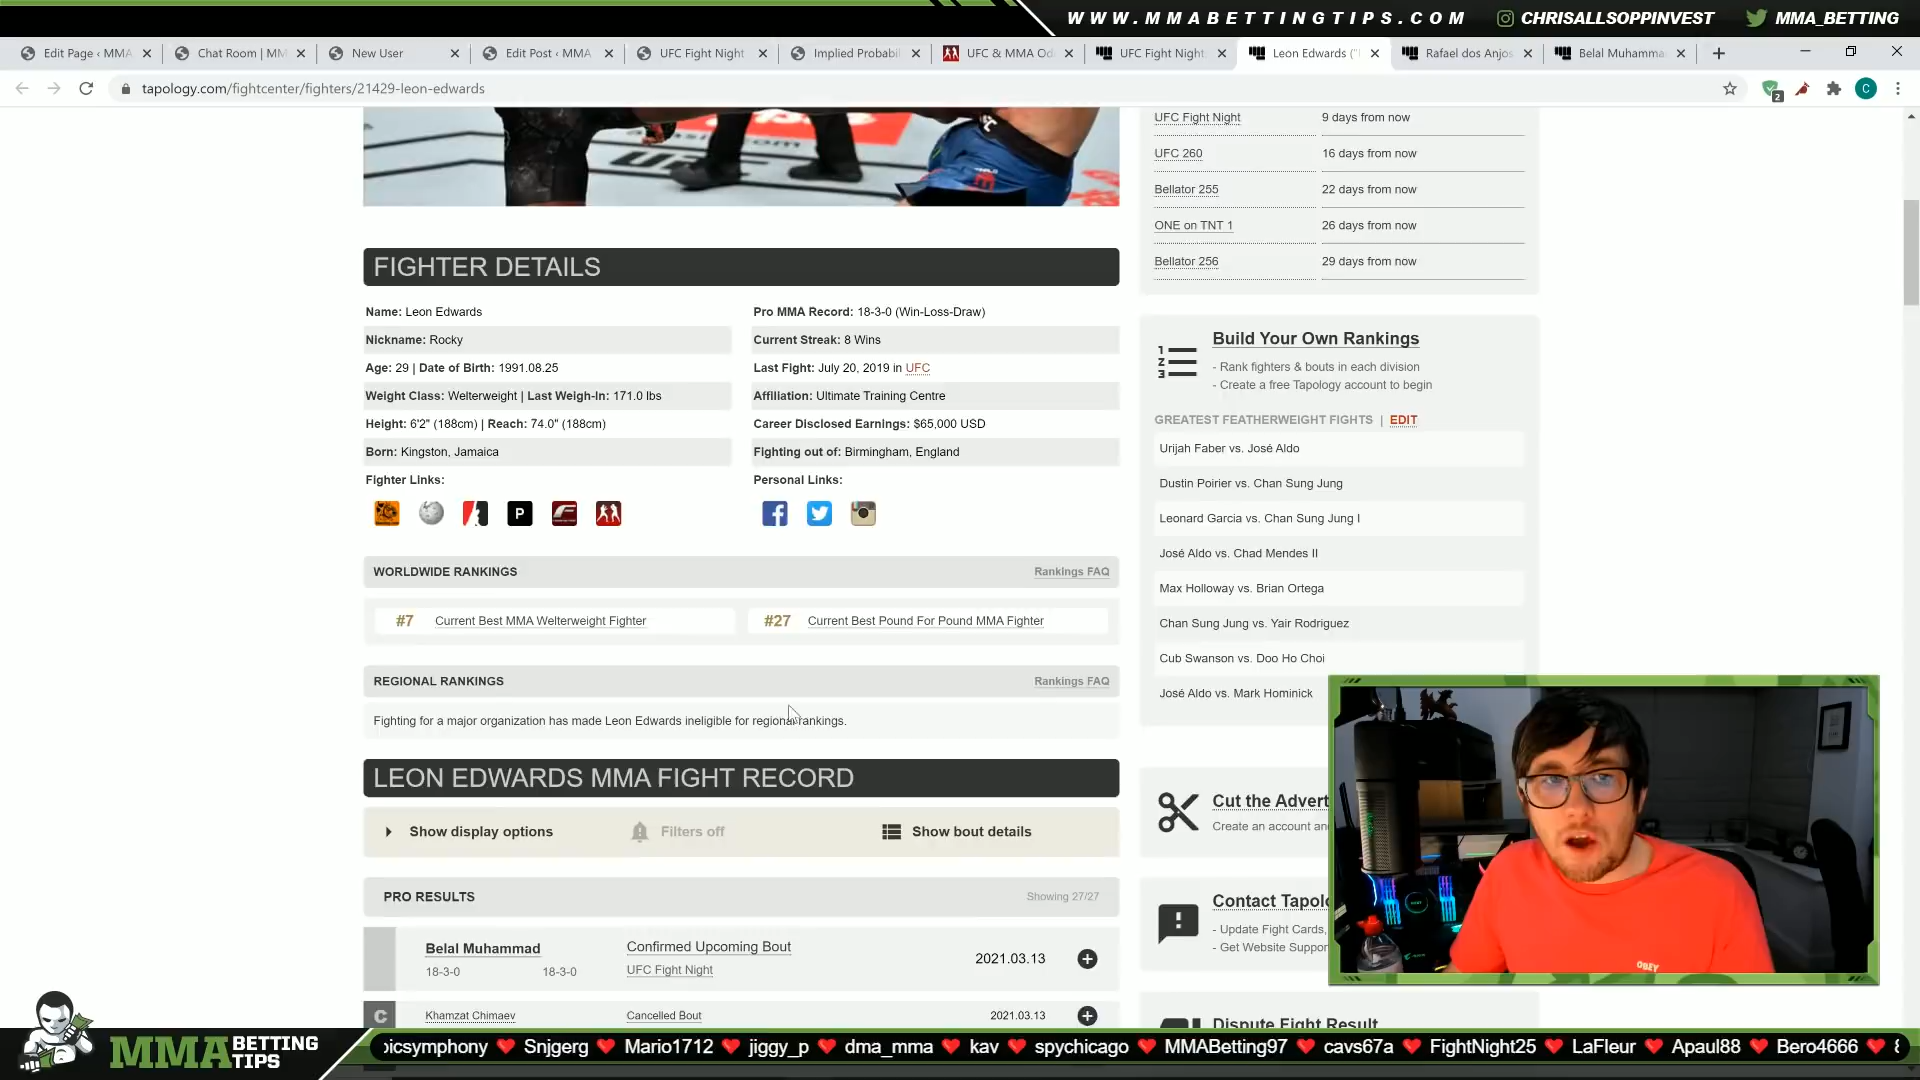 WWW.MMABETTINGTIPS.COM CHRISALLSOPPINVEST MMA_BETTING
Edit Page ‹ MMA Chat Room | MM New User Edit Post ‹ MMA UFC Fight Night Implied Probabil UFC & MMA Od UFC Fight Night Leon Edwards (" Rafael dos Anjos Belal Muhamma
tapology.com/fightcenter/fighters/21429-leon-edwards
2
C
UFC
UFC Fight Night 9 days from now
UFC 260 16 days from now
Bellator 255 22 days from now
ONE on TNT 1 26 days from now
Bellator 256 29 days from now
FIGHTER DETAILS
Name: Leon Edwards Pro MMA Record: 18-3-0 (Win-Loss-Draw)
Nickname: Rocky Current Streak: 8 Wins
Age: 29 | Date of Birth: 1991.08.25 Last Fight: July 20, 2019 in UFC
Weight Class: Welterweight | Last Weigh-In: 171.0 lbs Affiliation: Ultimate Training Centre
Height: 6'2" (188cm) | Reach: 74.0" (188cm) Career Disclosed Earnings: $65,000 USD
Born: Kingston, Jamaica Fighting out of: Birmingham, England
Fighter Links: Personal Links:
P
WORLDWIDE RANKINGS Rankings FAQ
#7 Current Best MMA Welterweight Fighter #27 Current Best Pound For Pound MMA Fighter
REGIONAL RANKINGS Rankings FAQ
Fighting for a major organization has made Leon Edwards ineligible for regional rankings.
LEON EDWARDS MMA FIGHT RECORD
Show display options Filters off Show bout details
PRO RESULTS Showing 27/27
Belal Muhammad Confirmed Upcoming Bout 2021.03.13
18-3-0 18-3-0 UFC Fight Night
C Khamzat Chimaev Cancelled Bout 2021.03.13
Build Your Own Rankings
- Rank fighters & bouts in each division
- Create a free Tapology account to begin
GREATEST FEATHERWEIGHT FIGHTS | EDIT
Urijah Faber vs. José Aldo
Dustin Poirier vs. Chan Sung Jung
Leonard Garcia vs. Chan Sung Jung I
José Aldo vs. Chad Mendes II
Max Holloway vs. Brian Ortega
Chan Sung Jung vs. Yair Rodriguez
Cub Swanson vs. Doo Ho Choi
José Aldo vs. Mark Hominick
Cut the Advert
Create an account an
Contact Tapolo
- Update Fight Cards,
- Get Website Suppor
Dispute Fight Result
OBEY
MMA BETTING TIPS
picsymphony Snjgerg Mario1712 jiggy_p dma_mma kav spychicago MMABetting97 cavs67a FightNight25 LaFleur Apaul88 Bero4666